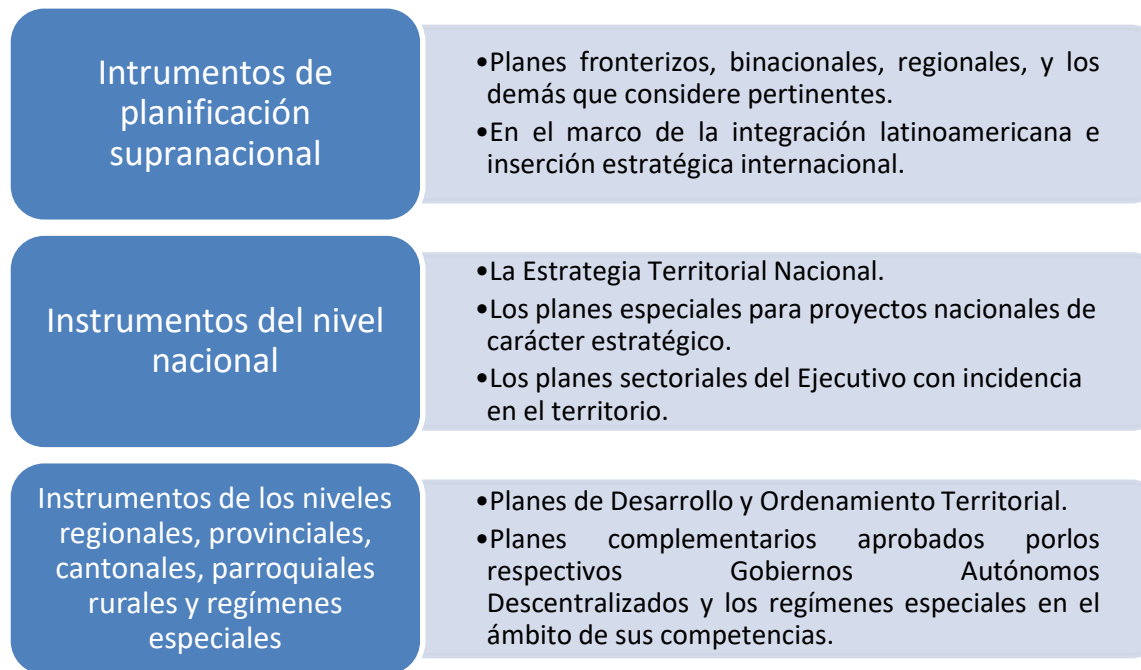 Intrumentos de
planificación
supranacional
•Planes fronterizos, binacionales, regionales, y los
demás que considere pertinentes.
•En el marco de la integración latinoamericana e
inserción estratégica internacional.
Instrumentos del nivel
nacional
•La Estrategia Territorial Nacional.
•Los planes especiales para proyectos nacionales de
carácter estratégico.
•Los planes sectoriales del Ejecutivo con incidencia
en el territorio.
Instrumentos de los niveles
regionales, provinciales,
cantonales, parroquiales
rurales y regímenes
especiales
•Planes de Desarrollo y Ordenamiento Territorial.
•Planes complementarios aprobados porlos
respectivos Gobiernos Autónomos
Descentralizados y los regímenes especiales en el
ámbito de sus competencias.